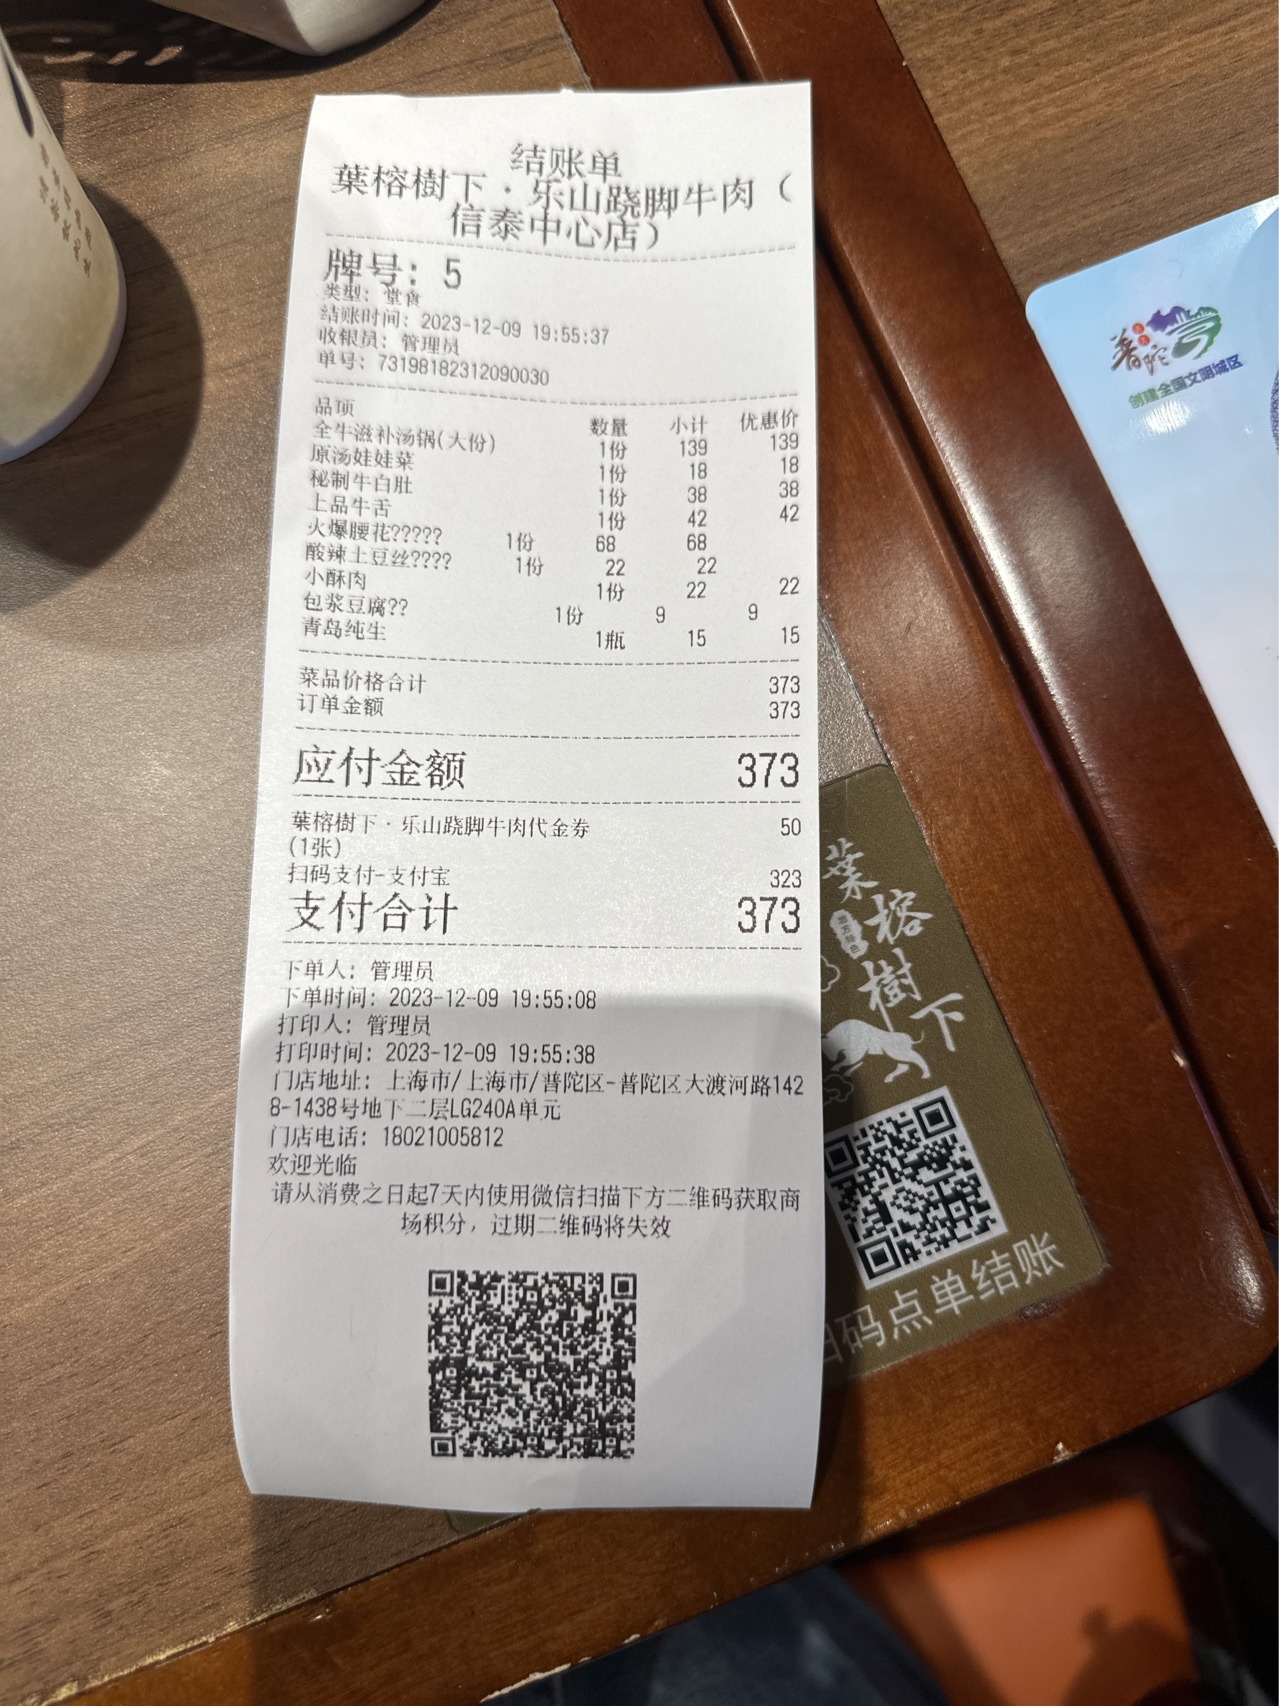 结账单
葉榕樹下·乐山跷脚牛肉（
信泰中心店）
牌号：5
类型：堂食
结账时间：2023-12-09 19:55:37
收银员：管理员
单号：731981823120900​30
品项 数量 小计 优惠价
全牛滋补汤锅(大份) 1份 139 139
原汤娃娃菜 1份 18 18
秘制牛白肚 1份 38 38
上品牛舌 1份 42 42
火爆腰花????? 1份 68 68
酸辣土豆丝???? 1份 22 22
小酥肉 1份 22 22
包浆豆腐?? 1份 9 9
青岛纯生 1瓶 15 15
菜品价格合计 373
订单金额 373
应付金额 373
葉榕樹下·乐山跷脚牛肉代金券 50
(1张)
扫码支付-支付宝 323
支付合计 373
下单人：管理员
下单时间：2023-12-09 19:55:08
打印人：管理员
打印时间：2023-12-09 19:55:38
门店地址：上海市/上海市/普陀区-普陀区大渡河路142
8-1438号地下二层LG240A单元
门店电话：18021005812
欢迎光临
请从消费之日起7天内使用微信扫描下方二维码获取商
场积分，过期二维码将失效
葉榕樹下
码点单结账
普陀
创建全国文明城区